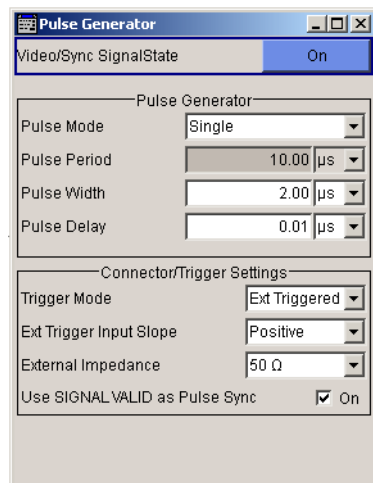 Pulse Generator
Video/Sync SignalState On
Pulse Generator
Pulse Mode Single
Pulse Period 10.00 µs
Pulse Width 2.00 µs
Pulse Delay 0.01 µs
Connector/Trigger Settings
Trigger Mode Ext Triggered
Ext Trigger Input Slope Positive
External Impedance 50 Ω
Use SIGNAL VALID as Pulse Sync On